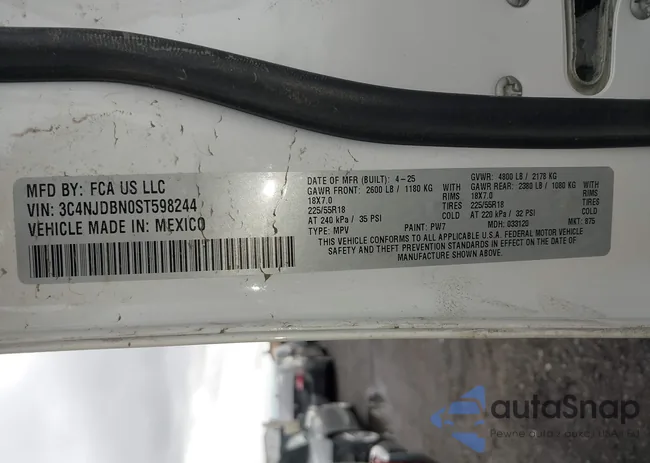 MFD BY: FCA US LLC
VIN: 3C4NJDBN0ST598244
VEHICLE MADE IN: MEXICO
DATE OF MFR (BUILT): 4-25 GVWR: 4800 LB / 2178 KG
GAWR FRONT: 2600 LB / 1180 KG WITH GAWR REAR: 2380 LB / 1080 KG WITH
18X7.0 RIMS 18X7.0 RIMS
225/55R18 TIRES 225/55R18 TIRES
AT 240 kPa / 35 PSI COLD AT 220 kPa / 32 PSI COLD
TYPE: MPV PAINT: PW7 MDH: 033120 MKT: 875
THIS VEHICLE CONFORMS TO ALL APPLICABLE U.S.A. FEDERAL MOTOR VEHICLE
SAFETY AND THEFT PREVENTION STANDARDS IN EFFECT ON THE DATE OF
MANUFACTURE SHOWN ABOVE.
autaSnap
Pewne auta z